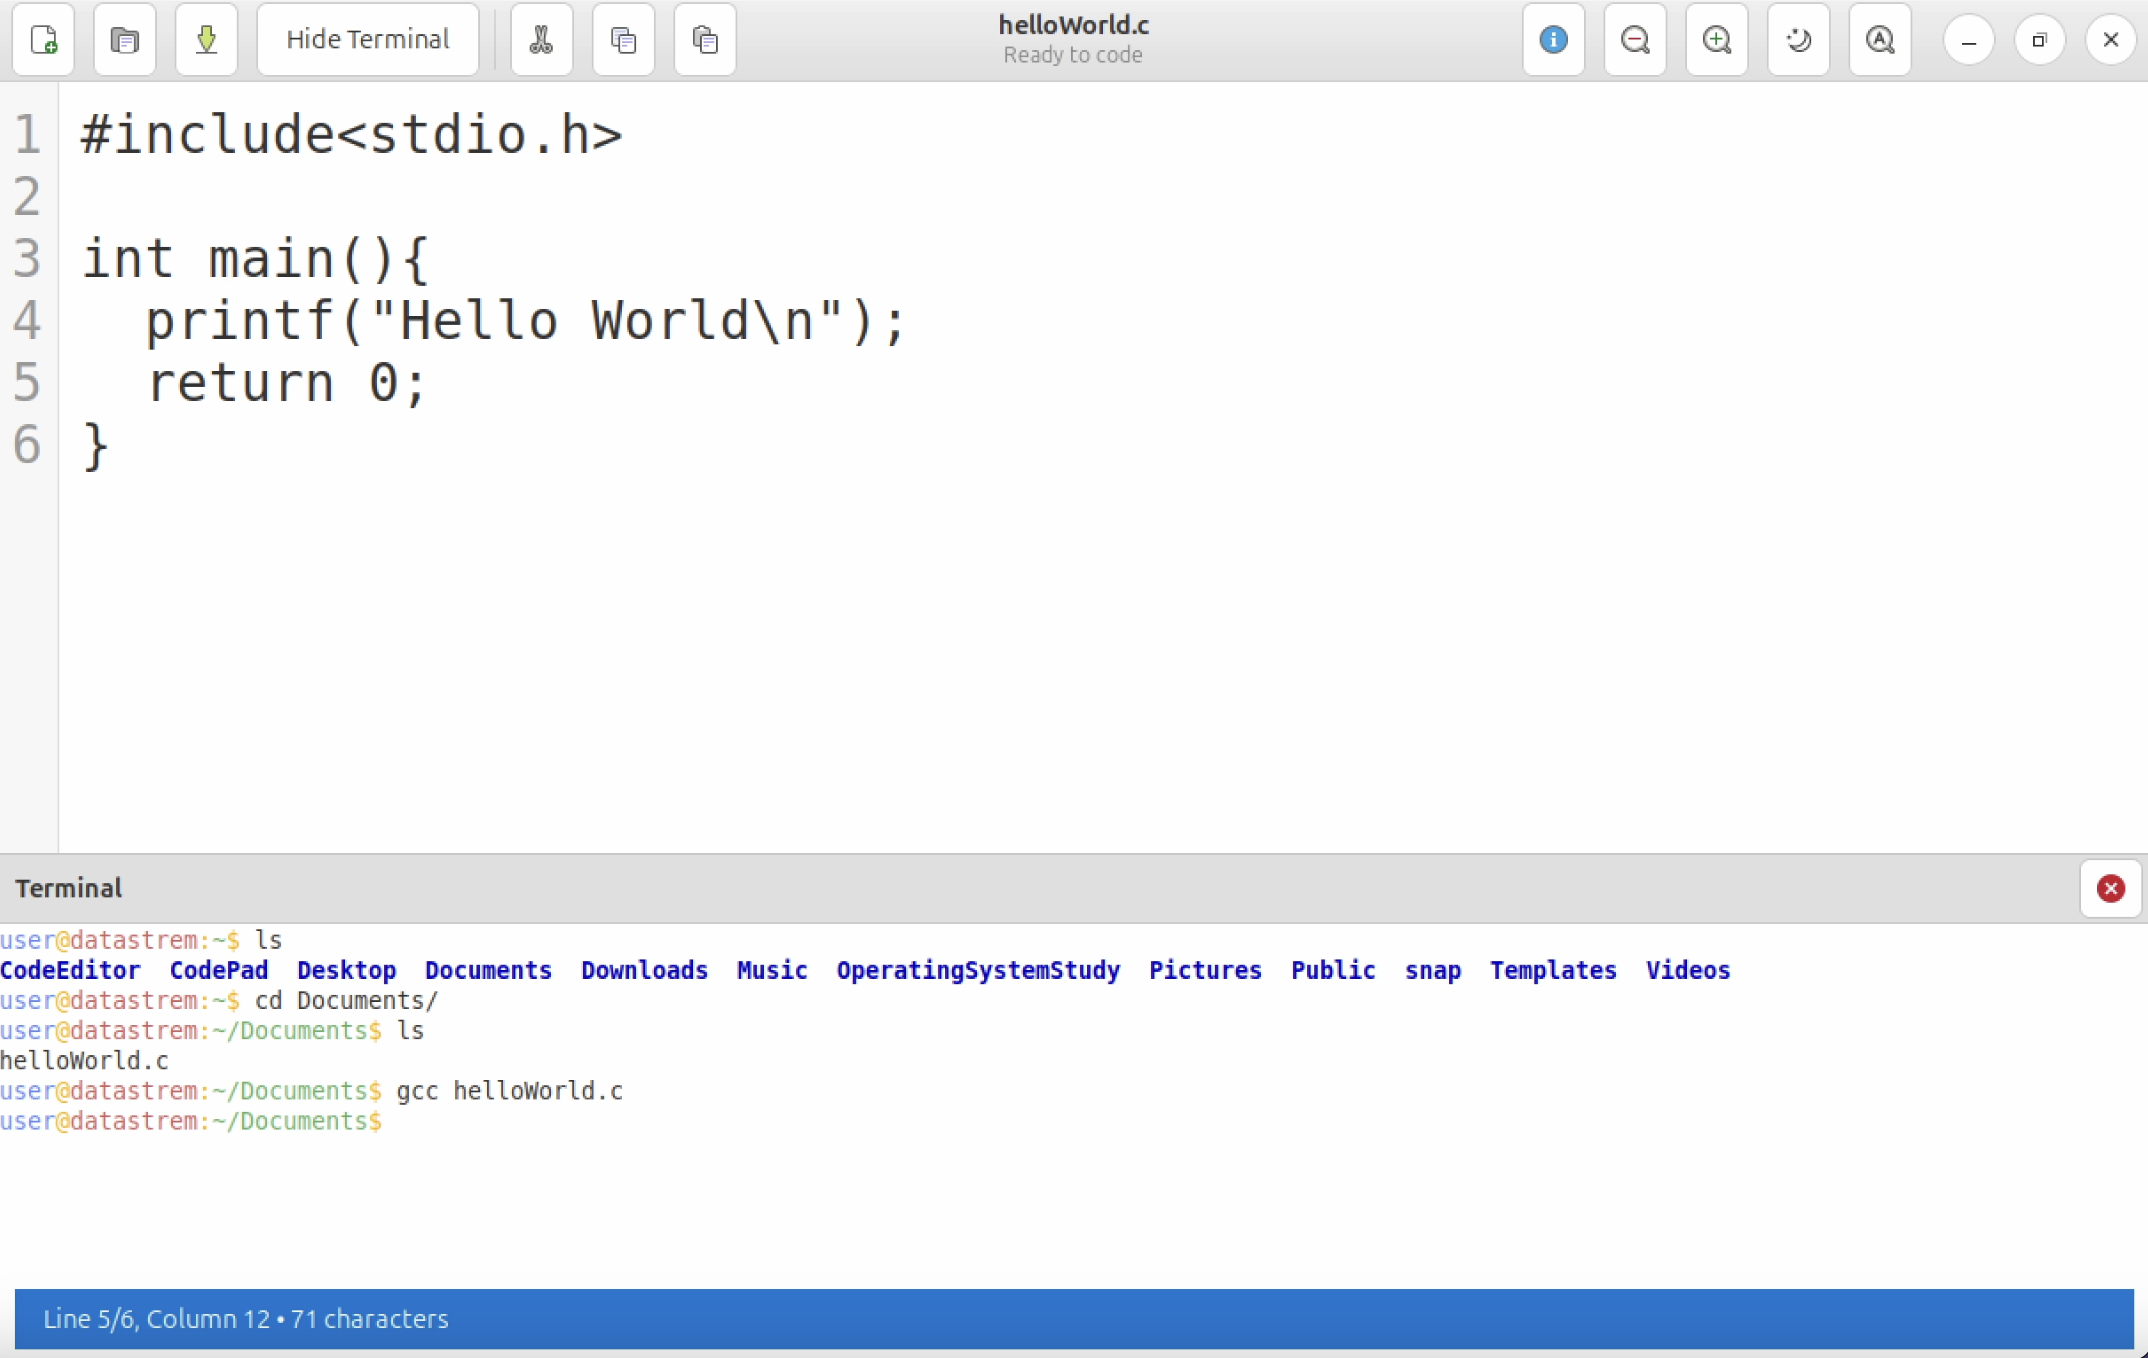 Hide Terminal
helloWorld.c
Ready to code
1 #include<stdio.h>
2
3 int main(){
4   printf("Hello World\n");
5   return 0;
6 }
Terminal
user@datastrem:~$ ls
CodeEditor  CodePad  Desktop  Documents  Downloads  Music  OperatingSystemStudy  Pictures  Public  snap  Templates  Videos
user@datastrem:~$ cd Documents/
user@datastrem:~/Documents$ ls
helloWorld.c
user@datastrem:~/Documents$ gcc helloWorld.c
user@datastrem:~/Documents$
Line 5/6, Column 12 • 71 characters